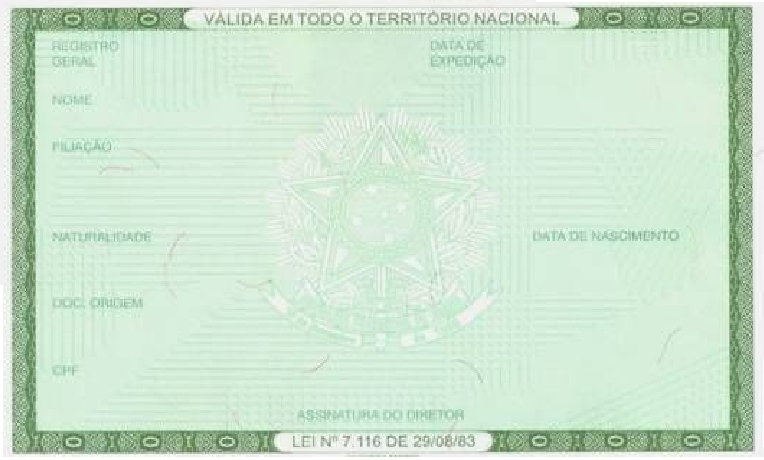 VÁLIDA EM TODO O TERRITÓRIO NACIONAL
REGISTRO
GERAL
DATA DE
EXPEDIÇÃO
NOME
FILIAÇÃO
NATURALIDADE
DATA DE NASCIMENTO
DOC. ORIGEM
CPF
ASSINATURA DO DIRETOR
LEI Nº 7.116 DE 29/08/83